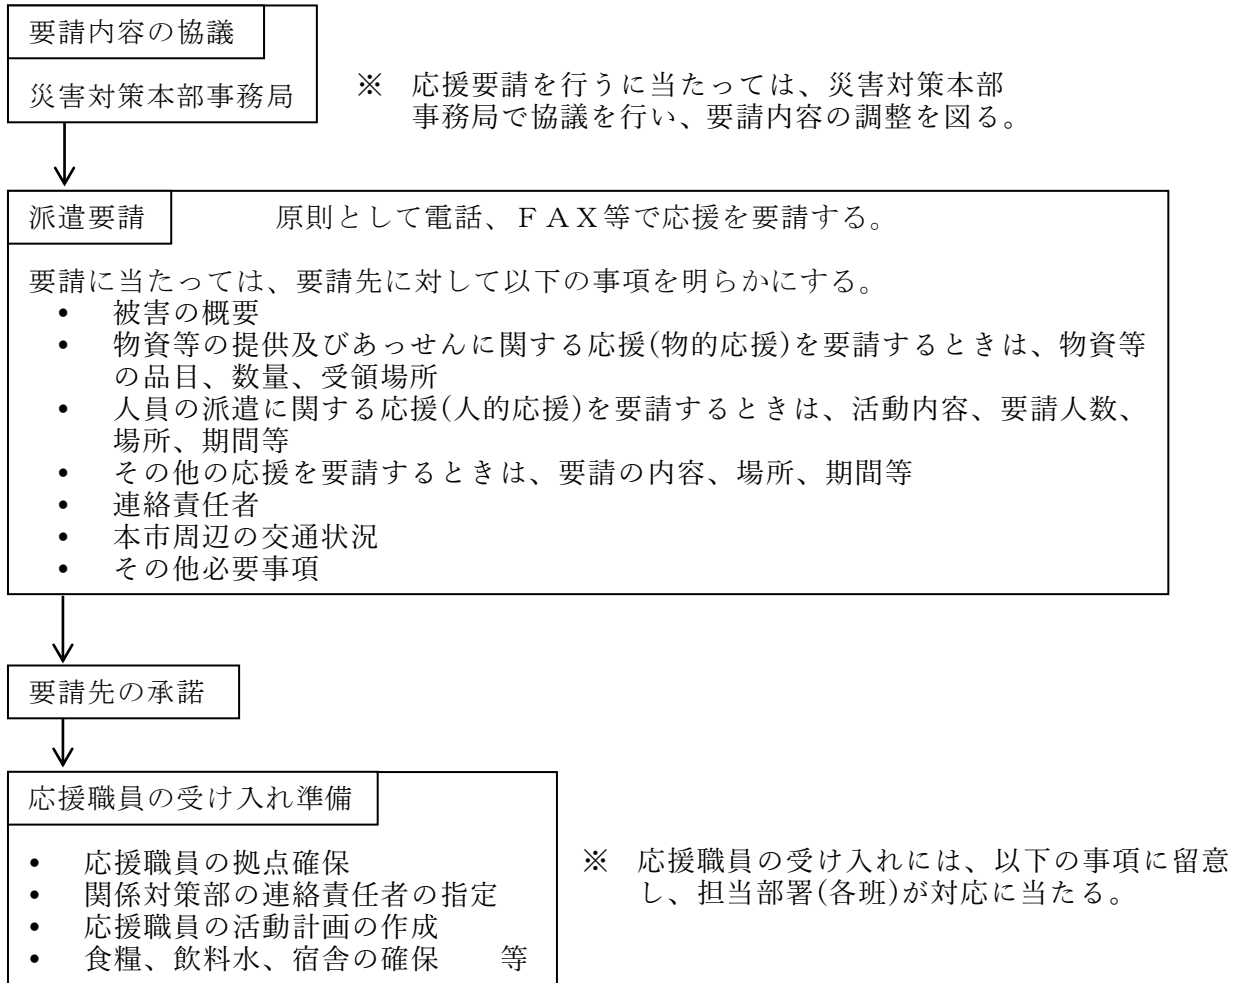 要請内容の協議
災害対策本部事務局
※ 応援要請を行うに当たっては、災害対策本部
事務局で協議を行い、要請内容の調整を図る。
派遣要請 原則として電話、ＦＡＸ等で応援を要請する。
要請に当たっては、要請先に対して以下の事項を明らかにする。
• 被害の概要
• 物資等の提供及びあっせんに関する応援(物的応援)を要請するときは、物資等
の品目、数量、受領場所
• 人員の派遣に関する応援(人的応援)を要請するときは、活動内容、要請人数、
場所、期間等
• その他の応援を要請するときは、要請の内容、場所、期間等
• 連絡責任者
• 本市周辺の交通状況
• その他必要事項
要請先の承諾
応援職員の受け入れ準備
• 応援職員の拠点確保
• 関係対策部の連絡責任者の指定
• 応援職員の活動計画の作成
• 食糧、飲料水、宿舎の確保 等
※ 応援職員の受け入れには、以下の事項に留意
し、担当部署(各班)が対応に当たる。